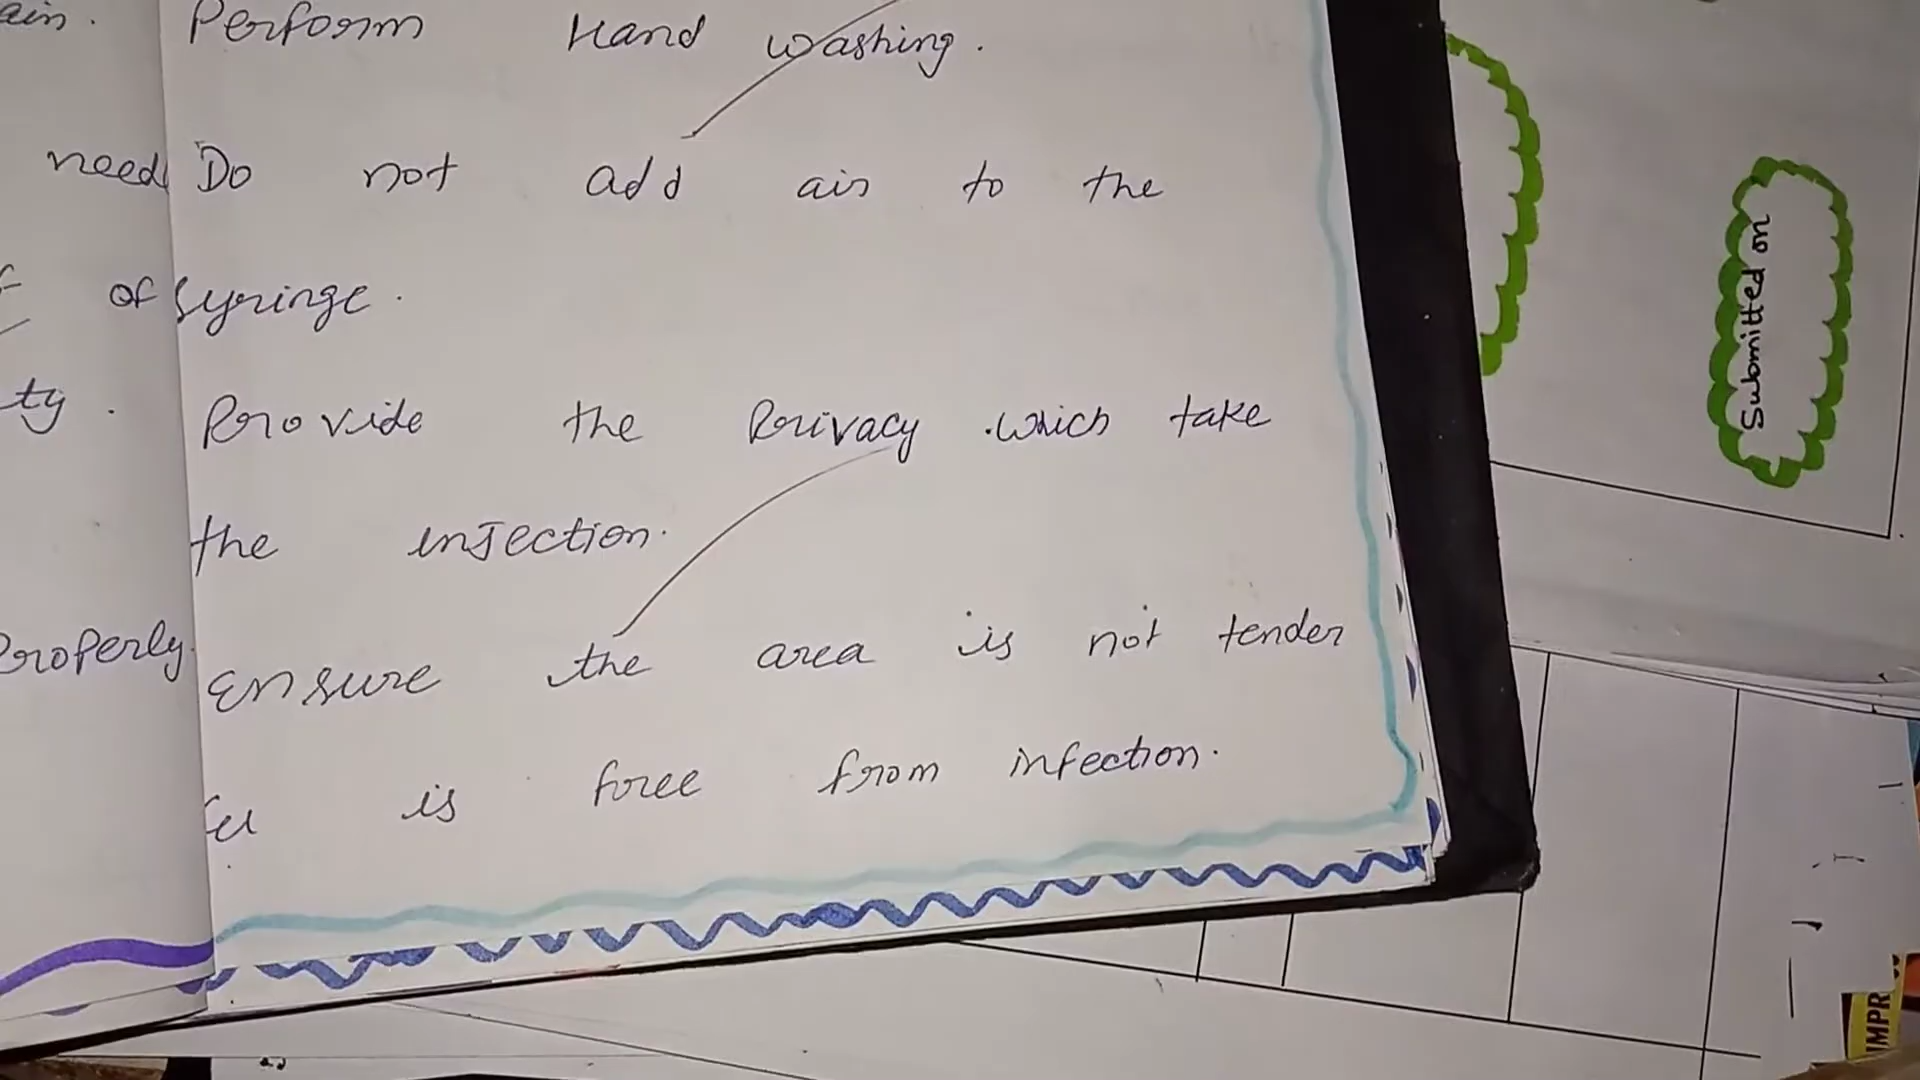 ain.
need
of
ty.
Properly.
Perform Hand washing.
Do not add air to the
syringe.
Provide the Privacy which take
the injection.
Ensure the area is not tender
is free from infection.
Submitted on
IMPR